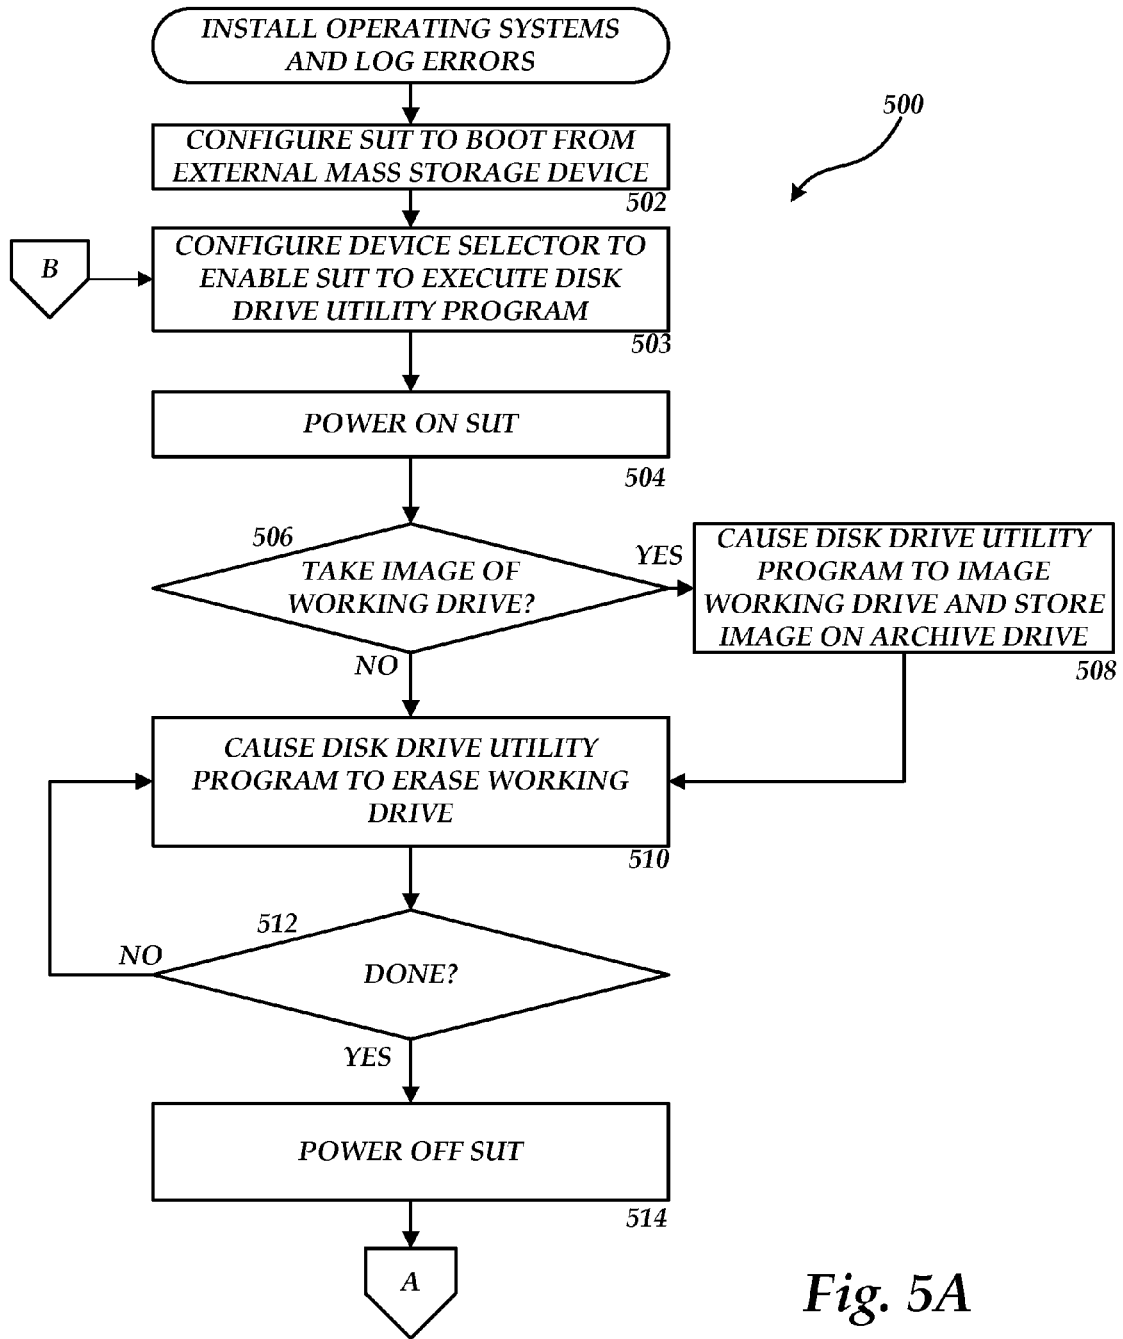 INSTALL OPERATING SYSTEMS
AND LOG ERRORS
500
CONFIGURE SUT TO BOOT FROM
EXTERNAL MASS STORAGE DEVICE
502
B
CONFIGURE DEVICE SELECTOR TO
ENABLE SUT TO EXECUTE DISK
DRIVE UTILITY PROGRAM
503
POWER ON SUT
504
506
TAKE IMAGE OF
WORKING DRIVE?
YES
CAUSE DISK DRIVE UTILITY
PROGRAM TO IMAGE
WORKING DRIVE AND STORE
IMAGE ON ARCHIVE DRIVE
508
NO
CAUSE DISK DRIVE UTILITY
PROGRAM TO ERASE WORKING
DRIVE
510
512
NO
DONE?
YES
POWER OFF SUT
514
A
Fig. 5A